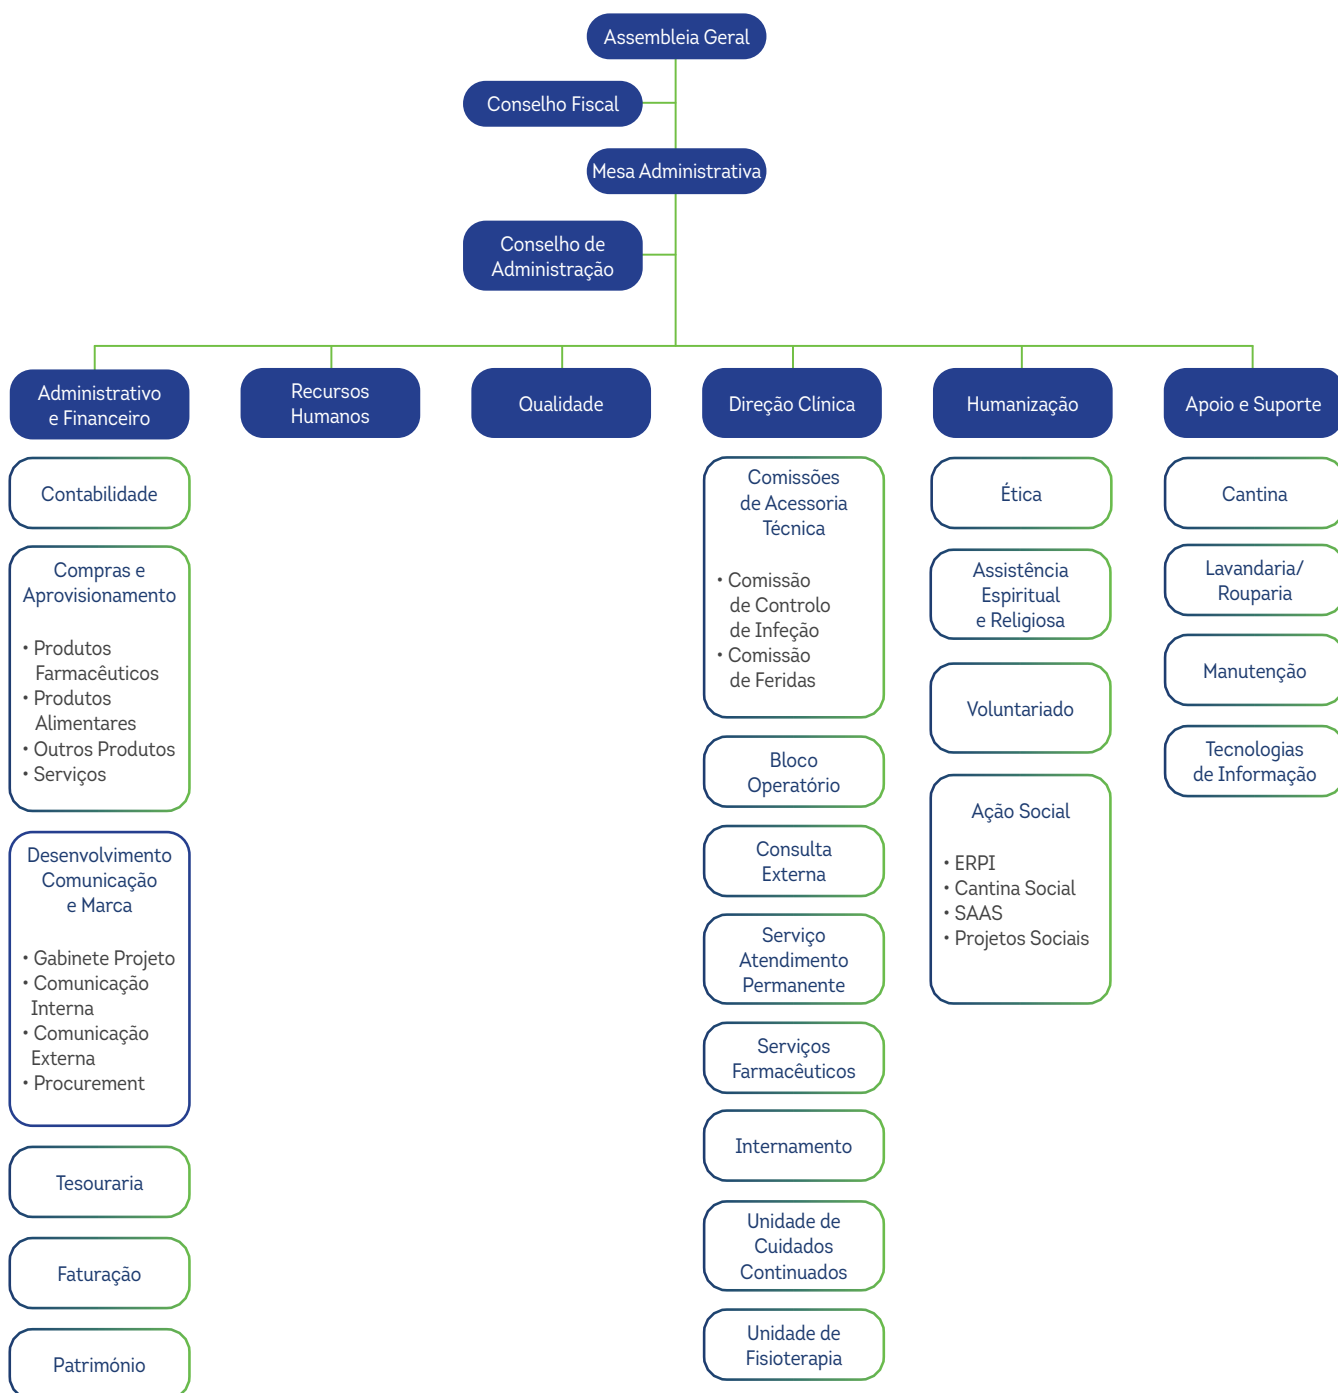 Assembleia Geral
Conselho Fiscal
Mesa Administrativa
Conselho de
Administração
Administrativo
e Financeiro
Recursos
Humanos
Qualidade
Direção Clínica
Humanização
Apoio e Suporte
Contabilidade
Compras e
Aprovisionamento
• Produtos
Farmacêuticos
• Produtos
Alimentares
• Outros Produtos
• Serviços
Desenvolvimento
Comunicação
e Marca
• Gabinete Projeto
• Comunicação
Interna
• Comunicação
Externa
• Procurement
Tesouraria
Faturação
Património
Comissões
de Acessoria
Técnica
• Comissão
de Controlo
de Infeção
• Comissão
de Feridas
Bloco
Operatório
Consulta
Externa
Serviço
Atendimento
Permanente
Serviços
Farmacêuticos
Internamento
Unidade de
Cuidados
Continuados
Unidade de
Fisioterapia
Ética
Assistência
Espiritual
e Religiosa
Voluntariado
Ação Social
• ERPI
• Cantina Social
• SAAS
• Projetos Sociais
Cantina
Lavandaria/
Rouparia
Manutenção
Tecnologias
de Informação